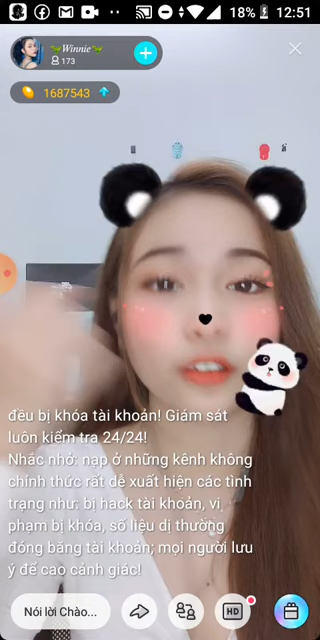 18% 12:51
Winnie
173
1687543
đều bị khóa tài khoản! Giám sát
luôn kiểm tra 24/24!
Nhắc nhở: nạp ở những kênh không
chính thức rất dễ xuất hiện các tình
trạng như: bị hack tài khoản, vi
phạm bị khóa, số liệu dị thường
đóng băng tài khoản; mọi người lưu
ý để cao cảnh giác!
Nói lời Chào...
HD